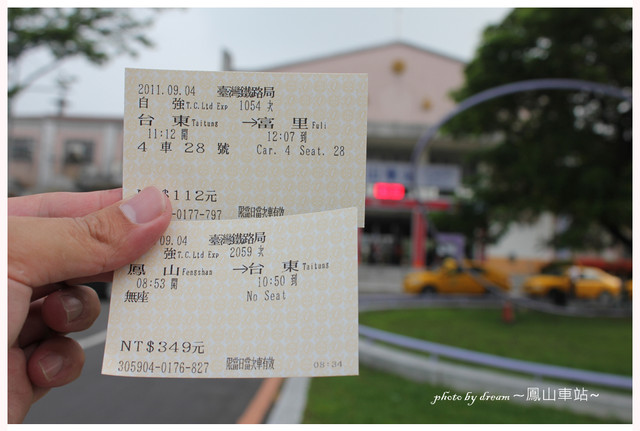 2011.09.04 臺灣鐵路局
自 強 T.C.Ltd Exp 1054 次
台 東 Taitung →富 里 Fuli
11:12 開 12:07 到
4 車 28 號 Car. 4 Seat. 28
$112元
-0177-797 限當日當次車有效
09.04 臺灣鐵路局
強 T.C.Ltd Exp 2059 次
鳳 山 Fengshan →台 東 Taitung
08:53 開 10:50 到
無座 No Seat
NT$349元
305904-0176-827 限當日當次車有效 08:34
photo by dream～鳳山車站~